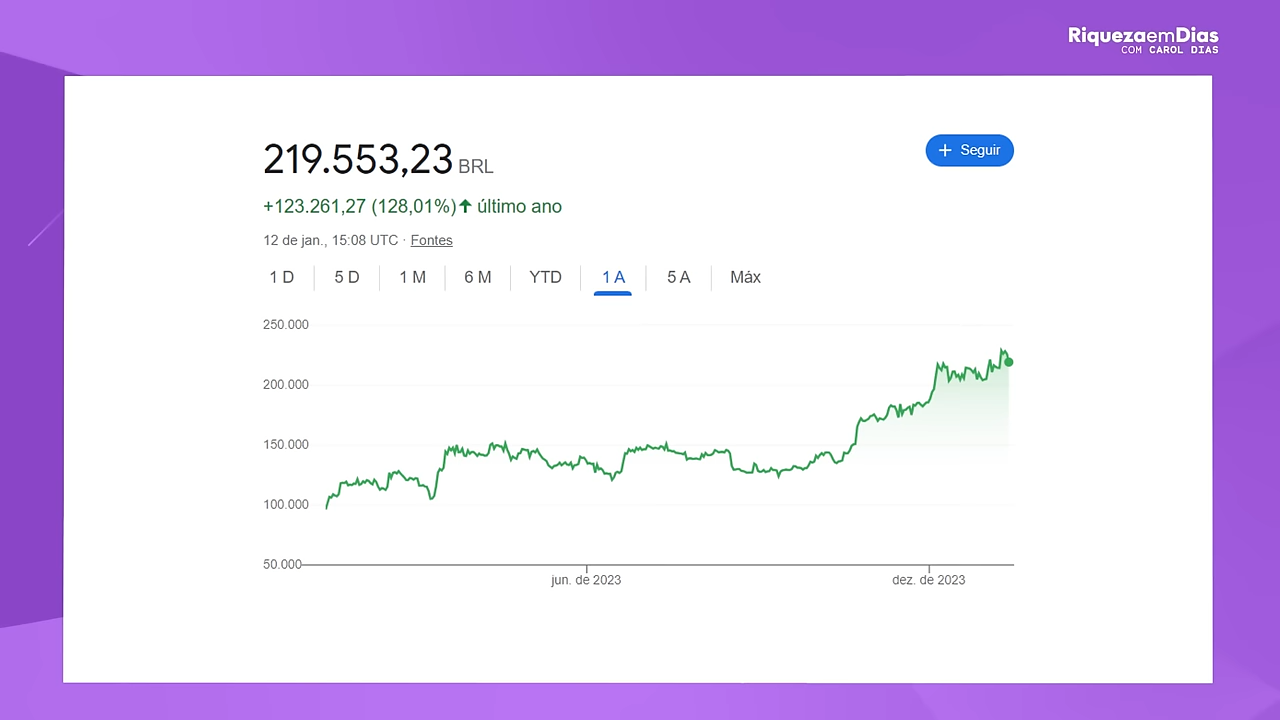 RiquezaemDias
COM CAROL DIAS
219.553,23 BRL
+ Seguir
+123.261,27 (128,01%) ↑ último ano
12 de jan., 15:08 UTC · Fontes
1 D 5 D 1 M 6 M YTD 1 A 5 A Máx
250.000
200.000
150.000
100.000
50.000
jun. de 2023 dez. de 2023